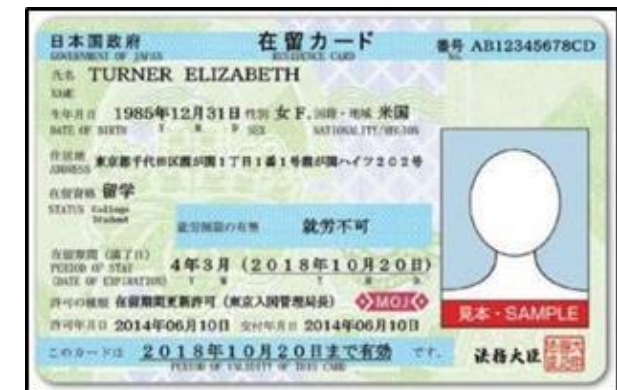 日本国政府 在留カード 番号 AB12345678CD
GOVERNMENT OF JAPAN RESIDENCE CARD No.
氏名 TURNER ELIZABETH
NAME
生年月日 1985年12月31日 性別 女 F. 国籍・地域 米国
DATE OF BIRTH Y M D SEX NATIONALITY/REGION
住居地 東京都千代田区霞が関1丁目1番1号霞が関ハイツ202号
ADDRESS
在留資格 留学
STATUS College
Student
就労制限の有無 就労不可
在留期間(満了日)
PERIOD OF STAY 4年3月(2018年10月20日)
(DATE OF EXPIRATION) Y M Y M D
許可の種類 在留期間更新許可(東京入国管理局長) MOJ
見本・SAMPLE
許可年月日 2014年06月10日 交付年月日 2014年06月10日
このカードは 2018年10月20日まで有効 です。
PERIOD OF VALIDITY OF THIS CARD
法務大臣